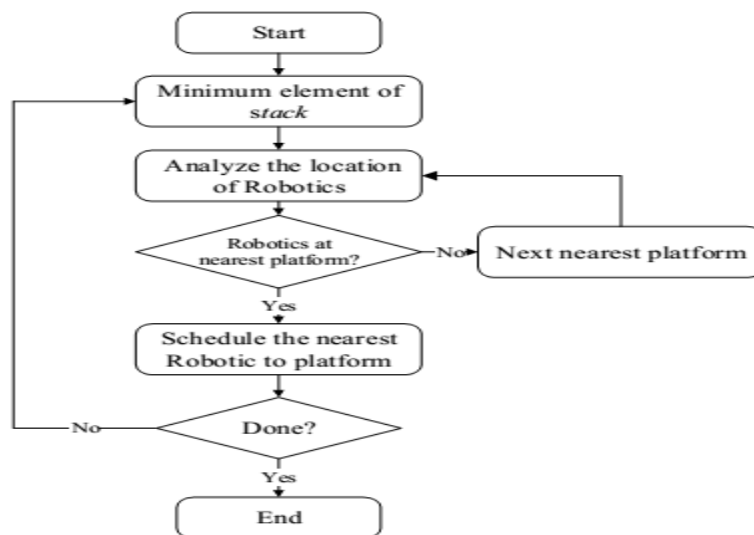 Start
Minimum element of
stack
Analyze the location
of Robotics
Robotics at
nearest platform?
No
Next nearest platform
Yes
Schedule the nearest
Robotic to platform
No
Done?
Yes
End